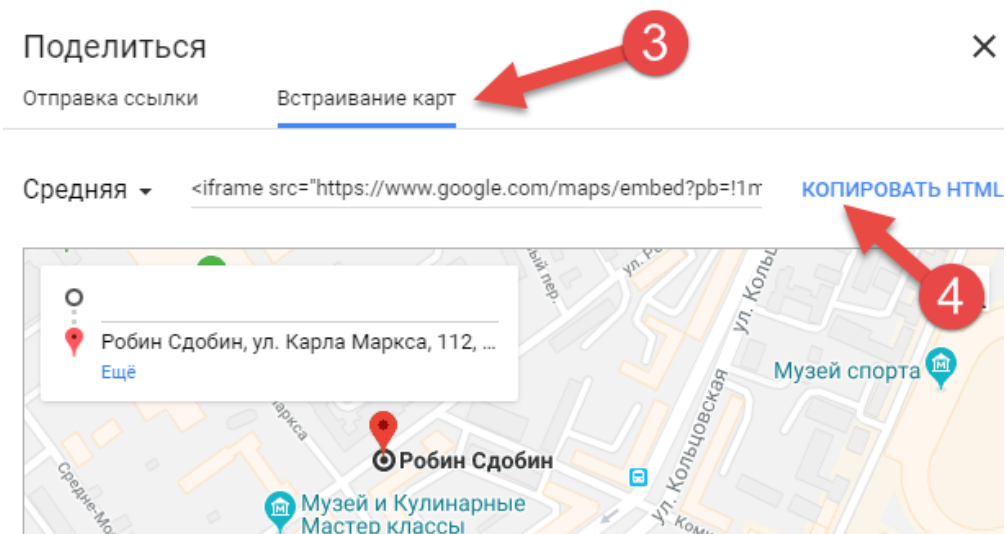 Поделиться
3
Отправка ссылки
Встраивание карт
Средняя
<iframe src="https://www.google.com/maps/embed?pb=!1m
КОПИРОВАТЬ HTML
4
Робин Сдобин, ул. Карла Маркса, 112, ...
Ещё
ул. Кольцовская
Музей спорта
Робин Сдобин
Музей и Кулинарные
Мастер классы